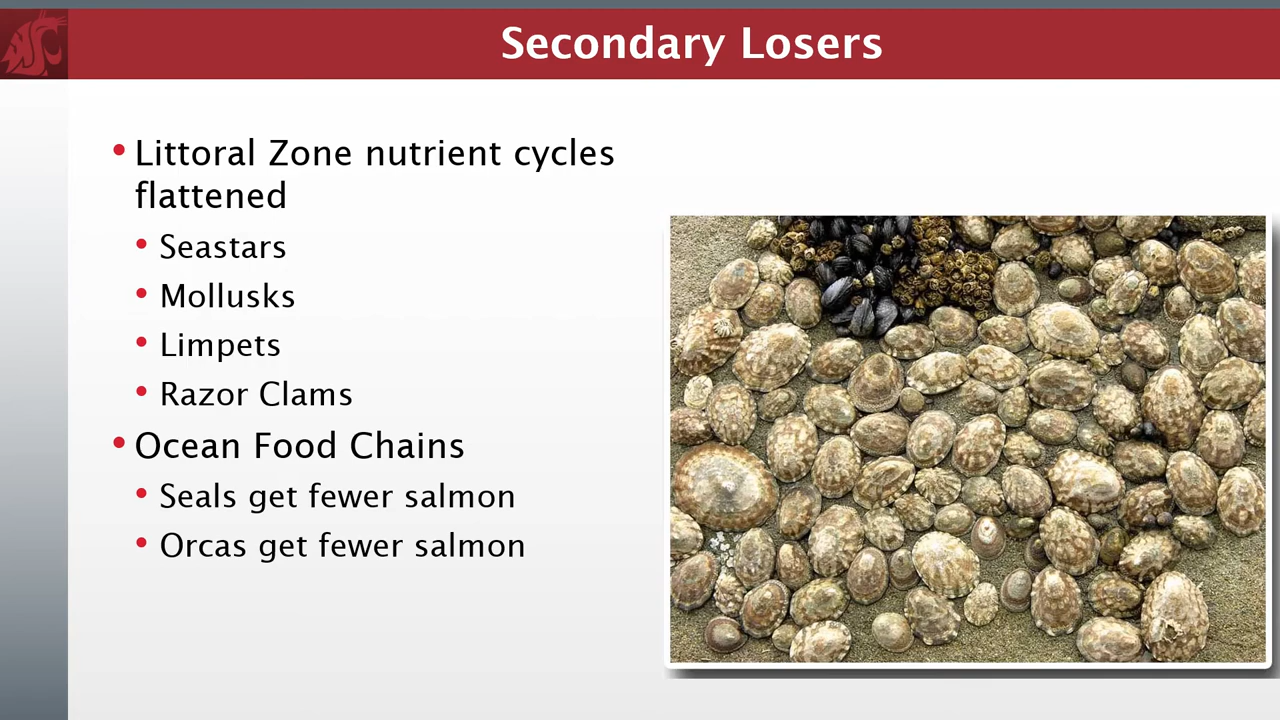 Secondary Losers
• Littoral Zone nutrient cycles
flattened
• Seastars
• Mollusks
• Limpets
• Razor Clams
• Ocean Food Chains
• Seals get fewer salmon
• Orcas get fewer salmon